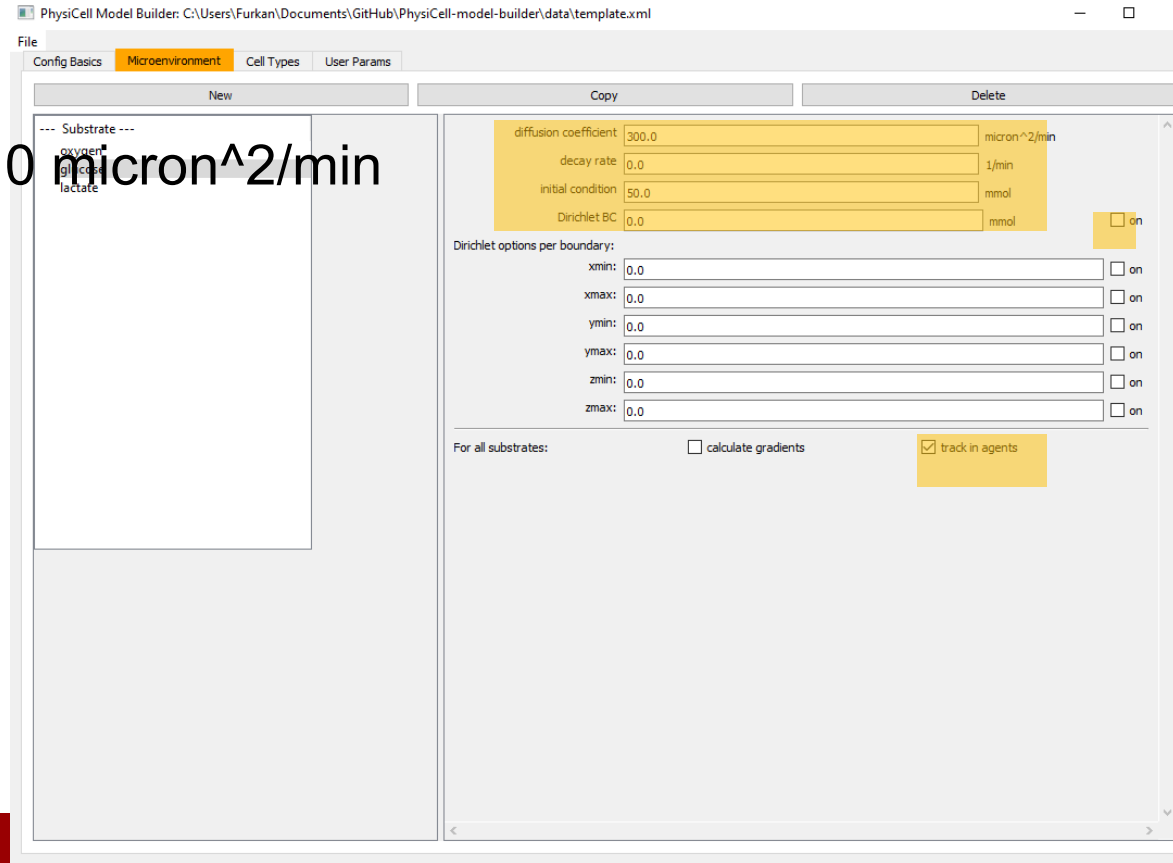 PhysiCell Model Builder: C:\Users\Furkan\Documents\GitHub\PhysiCell-model-builder\data\template.xml
File
Config Basics Microenvironment Cell Types User Params
New Copy Delete
--- Substrate ---
oxygen
glucose
lactate
0 micron^2/min
diffusion coefficient 300.0 micron^2/min
decay rate 0.0 1/min
initial condition 50.0 mmol
Dirichlet BC 0.0 mmol on
Dirichlet options per boundary:
xmin: 0.0 on
xmax: 0.0 on
ymin: 0.0 on
ymax: 0.0 on
zmin: 0.0 on
zmax: 0.0 on
For all substrates: calculate gradients track in agents